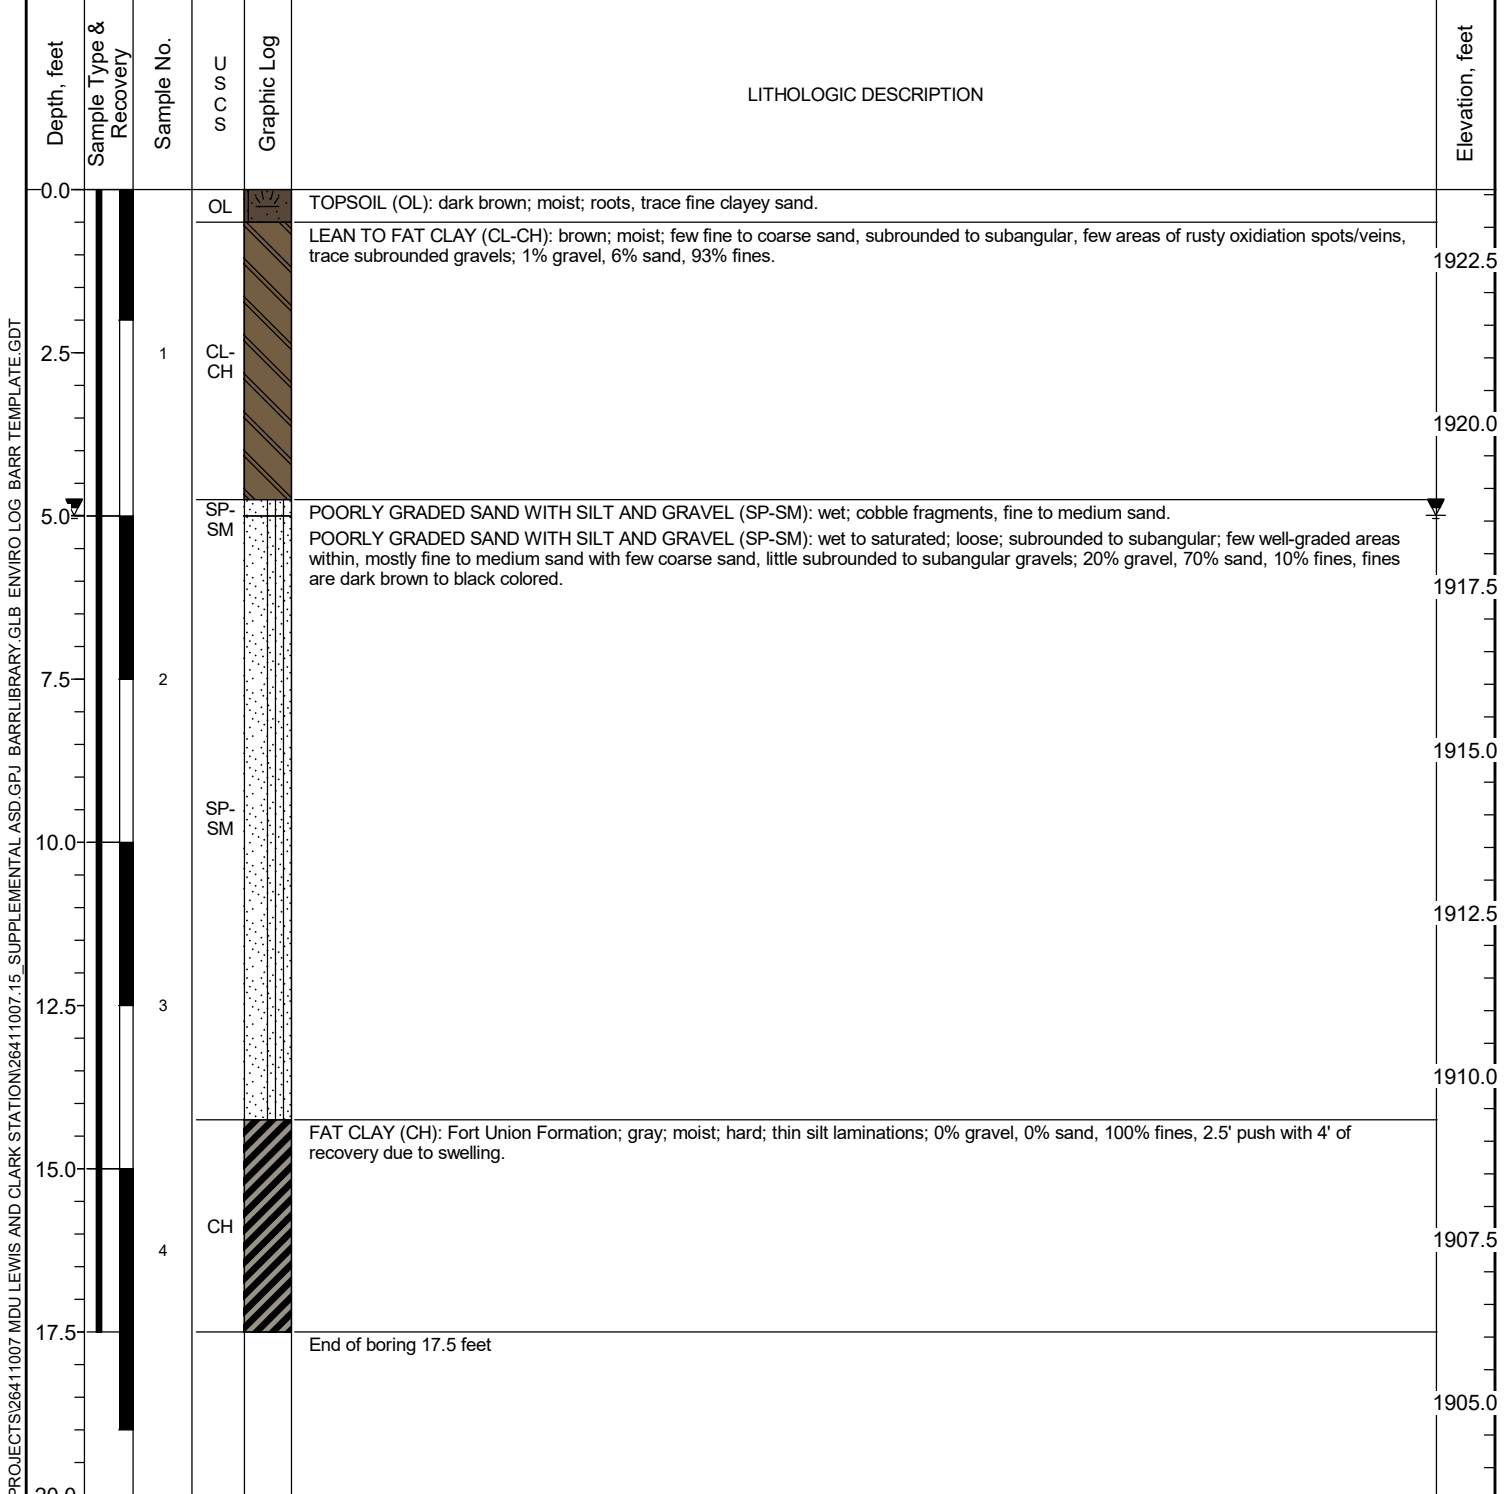 Depth, feet
Sample Type &
Recovery
Sample No.
U
S
C
S
Graphic Log
LITHOLOGIC DESCRIPTION
Elevation, feet
0.0
OL
TOPSOIL (OL): dark brown; moist; roots, trace fine clayey sand.
LEAN TO FAT CLAY (CL-CH): brown; moist; few fine to coarse sand, subrounded to subangular, few areas of rusty oxidiation spots/veins,
trace subrounded gravels; 1% gravel, 6% sand, 93% fines.
1922.5
2.5
1
CL-
CH
1920.0
SP-
SM
5.0
POORLY GRADED SAND WITH SILT AND GRAVEL (SP-SM): wet; cobble fragments, fine to medium sand.
POORLY GRADED SAND WITH SILT AND GRAVEL (SP-SM): wet to saturated; loose; subrounded to subangular; few well-graded areas
within, mostly fine to medium sand with few coarse sand, little subrounded to subangular gravels; 20% gravel, 70% sand, 10% fines, fines
are dark brown to black colored.
1917.5
7.5
2
1915.0
SP-
SM
10.0
1912.5
12.5
3
1910.0
FAT CLAY (CH): Fort Union Formation; gray; moist; hard; thin silt laminations; 0% gravel, 0% sand, 100% fines, 2.5' push with 4' of
recovery due to swelling.
15.0
CH
4
1907.5
17.5
End of boring 17.5 feet
1905.0
20.0
PROJECTS\26411007 MDU LEWIS AND CLARK STATION\26411007.15_SUPPLEMENTAL ASD.GPJ BARRLIBRARY.GLB ENVIRO LOG BARR TEMPLATE.GDT